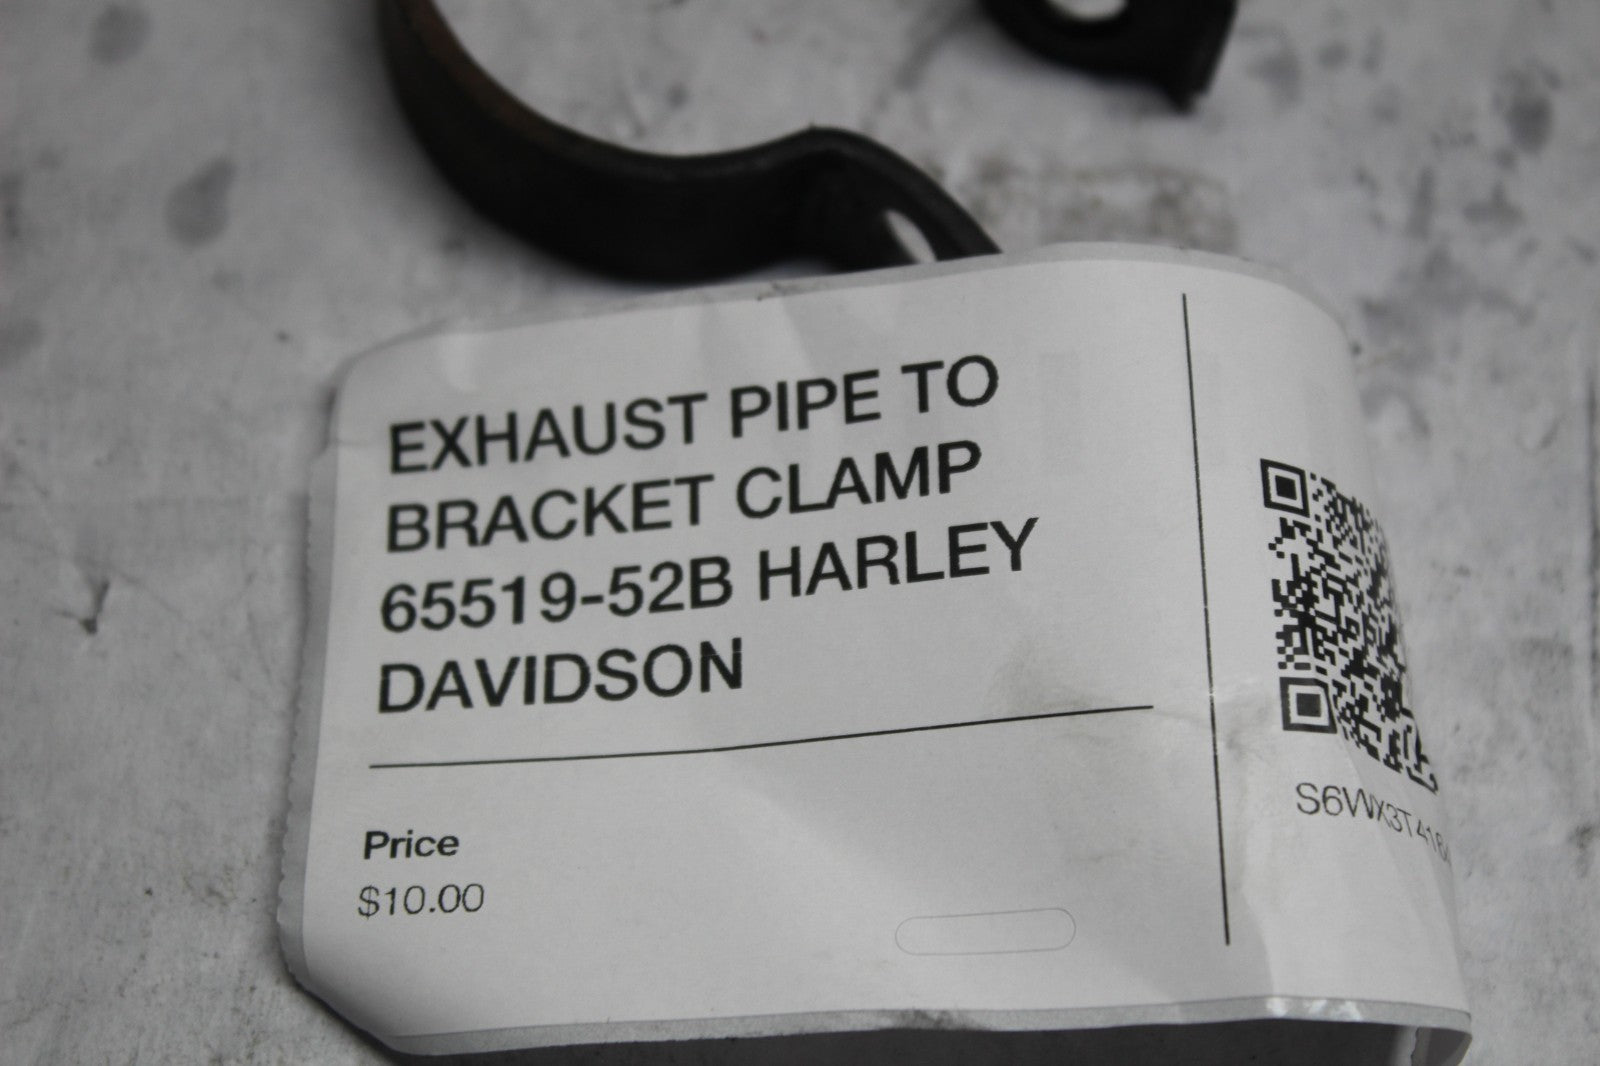 EXHAUST PIPE TO
BRACKET CLAMP
65519-52B HARLEY
DAVIDSON
Price
$10.00